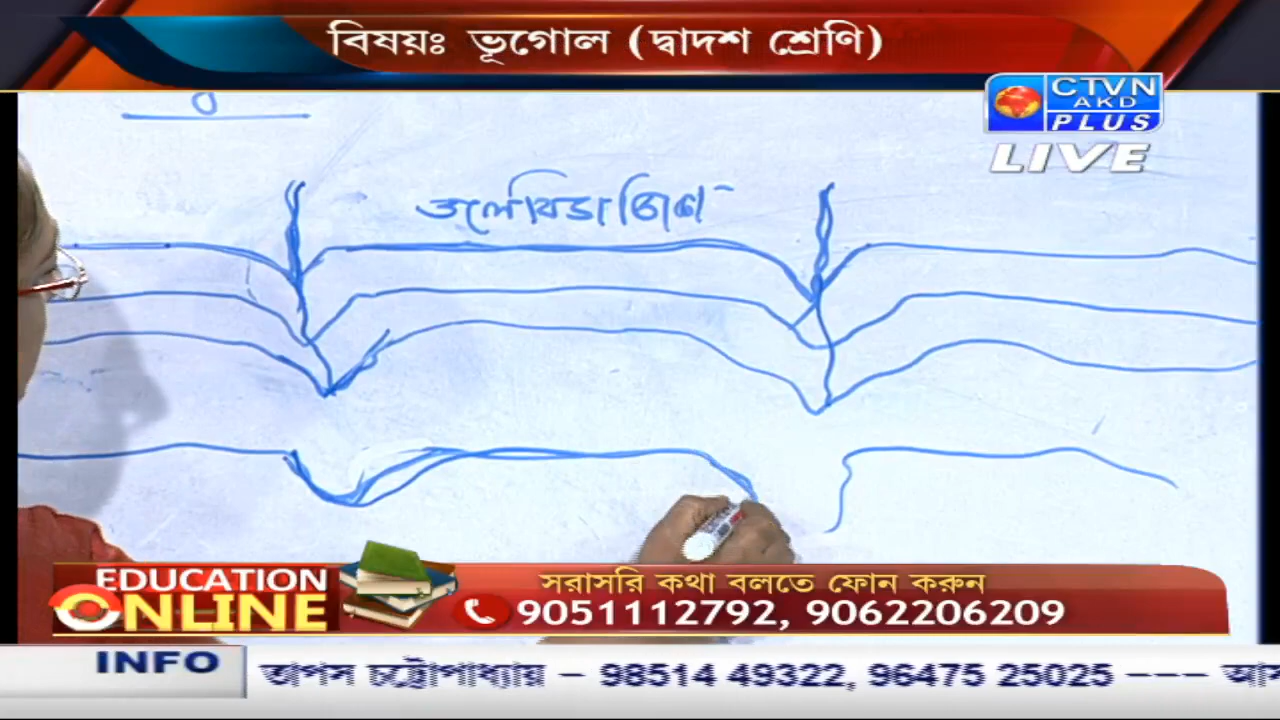 বিষয়ঃ ভূগোল (দ্বাদশ শ্রেণি)
CTVN
AKD
PLUS
LIVE
EDUCATION
ONLINE
সরাসরি কথা বলতে ফোন করুন
9051112792, 9062206209
INFO
তাপস চট্টোপাধ্যায় – 98514 49322, 96475 25025 ---